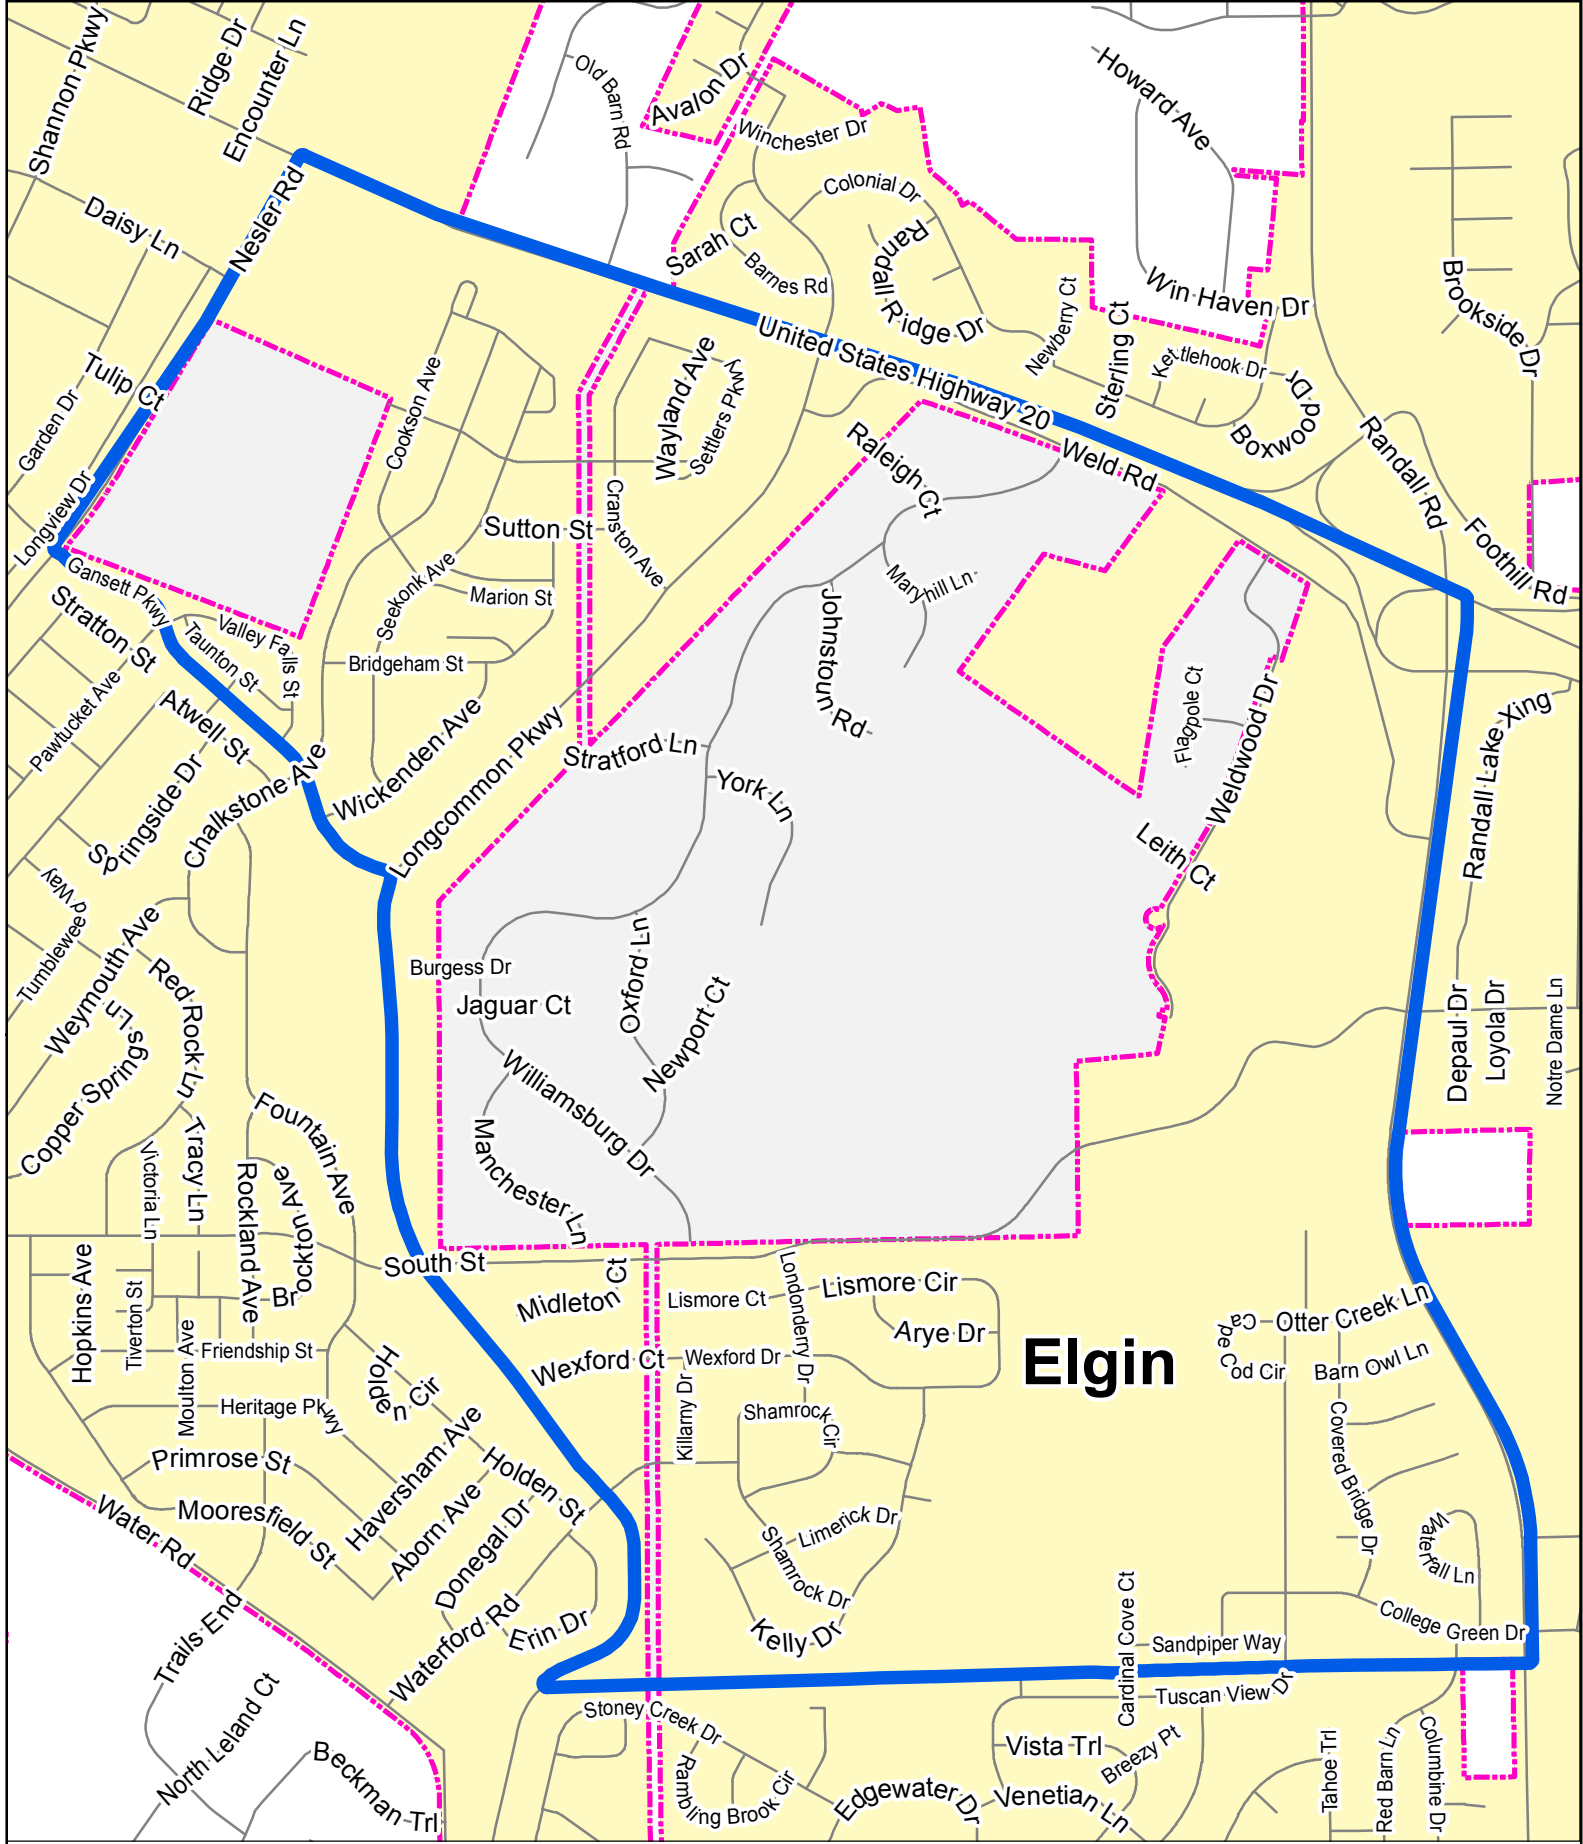 Shannon Pkwy
Ridge Dr
Encounter Ln
Old Barn Rd
Avalon Dr
Winchester Dr
Howard Ave
Colonial Dr
Daisy Ln
Nesler Rd
Sarah Ct
Barnes Rd
Randall Ridge Dr
Newberry Ct
Win Haven Dr
Brookside Dr
United States Highway 20
Sterling Ct
Kettlehook Dr
Boxwood Dr
Tulip Ct
Garden Dr
Cookson Ave
Wayland Ave
Settlers Pkwy
Raleigh Ct
Weld Rd
Randall Rd
Foothill Rd
Longview Dr
Sutton St
Cranston Ave
Gansett Pkwy
Stratton St
Seekonk Ave
Marion St
Maryhill Ln
Johnstoun Rd
Valley Falls St
Taunton St
Bridgeham St
Pawtucket Ave
Atwell St
Wickenden Ave
Longcommon Pkwy
Stratford Ln
York Ln
Flagpole Ct
Weldwood Dr
Randall Lake Xing
Springside Dr
Chalkstone Ave
Leith Ct
Tumbleweed Way
Weymouth Ave
Red Rock Ln
Burgess Dr
Jaguar Ct
Oxford Ln
Newport Ct
Copper Springs Ln
Depaul Dr
Loyola Dr
Notre Dame Ln
Williamsburg Dr
Manchester Ln
Fountain Ave
Victoria Ln
Tracy Ln
Rockland Ave
Brockton Ave
South St
Hopkins Ave
Tiverton St
Moulton Ave
Friendship St
Midleton Ct
Lismore Ct
Londonderry Dr
Lismore Cir
Arye Dr
Elgin
Cape Cod Cir
Otter Creek Ln
Barn Owl Ln
Wexford Ct
Wexford Dr
Killarny Dr
Shamrock Cir
Holden Cir
Heritage Pkwy
Primrose St
Haversham Ave
Holden St
Covered Bridge Dr
Mooresfield St
Water Rd
Aborn Ave
Donegal Dr
Limerick Dr
Shamrock Dr
Waterfall Ln
Kelly Dr
Erin Dr
Waterford Rd
Trails End
College Green Dr
Sandpiper Way
Cardinal Cove Ct
Tuscan View Dr
Stoney Creek Dr
North Leland Ct
Beckman Trl
Rambling Brook Cir
Edgewater Dr
Vista Trl
Breezy Pt
Venetian Ln
Tahoe Trl
Red Barn Ln
Columbine Dr